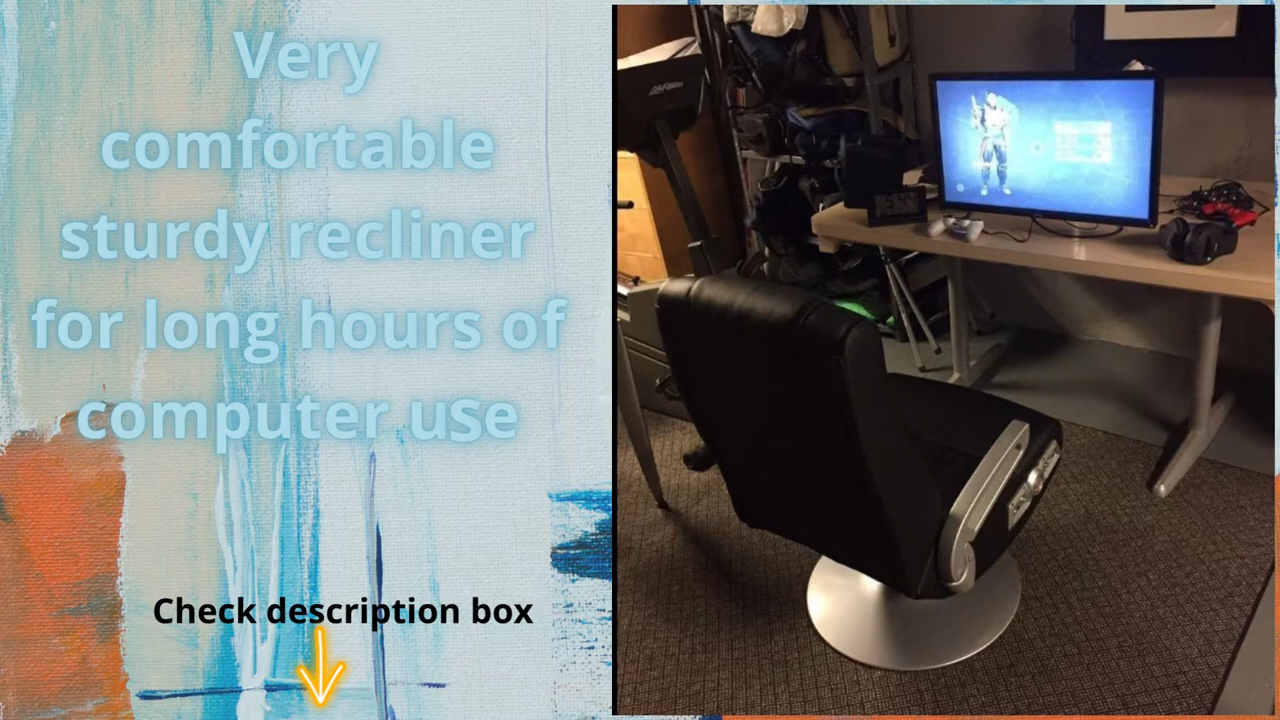 Very
comfortable
sturdy recliner
for long hours of
computer use
Check description box